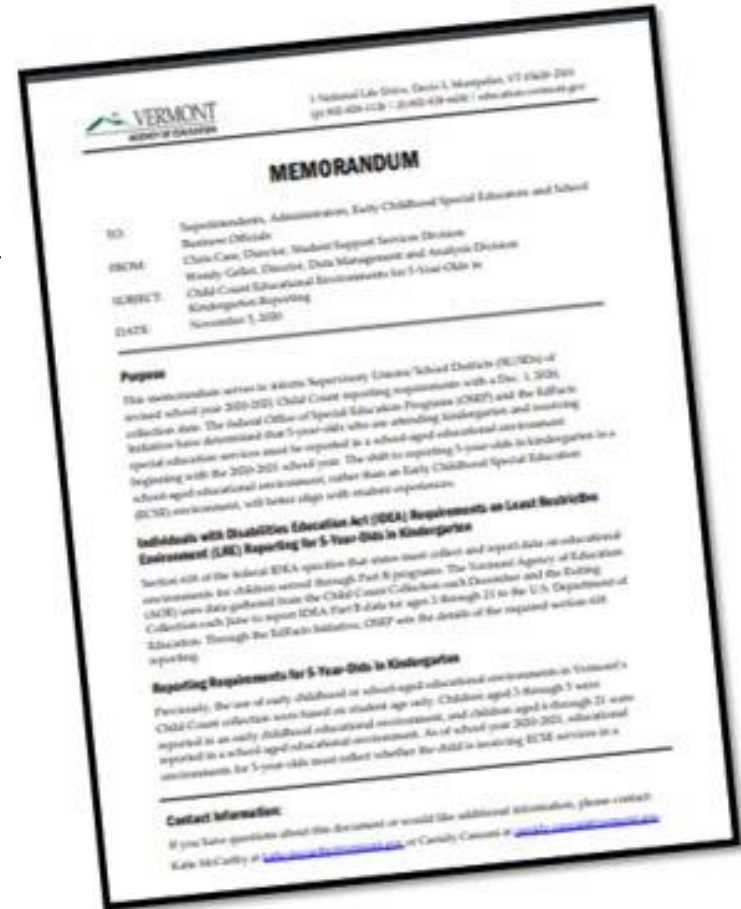 VERMONT
AGENCY OF EDUCATION
1 National Life Drive, Davis 5, Montpelier, VT 05620-2501
MEMORANDUM
TO: Superintendents, Administrators, Early Childhood Special Educators and School
Business Officials
FROM: Chris Case, Director, Student Support Services Division
Wendy Geller, Director, Data Management and Analysis Division
SUBJECT: Child Count Educational Environments for 5-Year-Olds in
Kindergarten Reporting
DATE: November 5, 2020
Purpose
This memorandum serves to inform Supervisory Unions/School Districts (SU/SDs) of
revised school year 2020-2021 Child Count reporting requirements with a Dec. 1, 2020,
collection date. The federal Office of Special Education Programs (OSEP) and the EdFacts
Initiative have determined that 5-year-olds who are attending kindergarten and receiving
special education services must be reported in a school-aged educational environment
beginning with the 2020-2021 school year. The shift to reporting 5-year-olds in kindergarten in a
school-aged educational environment, rather than an Early Childhood Special Education
(ECSE) environment, will better align with student experiences.
Individuals with Disabilities Education Act (IDEA) Requirements on Least Restrictive
Environment (LRE) Reporting for 5-Year-Olds in Kindergarten
Section 618 of the federal IDEA specifies that states must collect and report data on educational
environments for children served through Part B programs. The Vermont Agency of Education
(AOE) uses data gathered from the Child Count Collection each December and the Exiting
Collection each June to report IDEA Part B data for ages 3 through 21 to the U.S. Department of
Education. Through the EdFacts Initiative, OSEP sets the details of the required section 618
reporting.
Reporting Requirements for 5-Year-Olds in Kindergarten
Previously, the use of early childhood or school-aged educational environments in Vermont's
Child Count collection were based on student age only. Children aged 3 through 5 were
reported in an early childhood educational environment, and children aged 6 through 21 were
reported in a school-aged educational environment. As of school year 2020-2021, educational
environments for 5-year-olds must reflect whether the child is receiving ECSE services in a
Contact Information:
If you have questions about this document or would like additional information, please contact:
Katie McCarthy at or Cassidy Canzani at